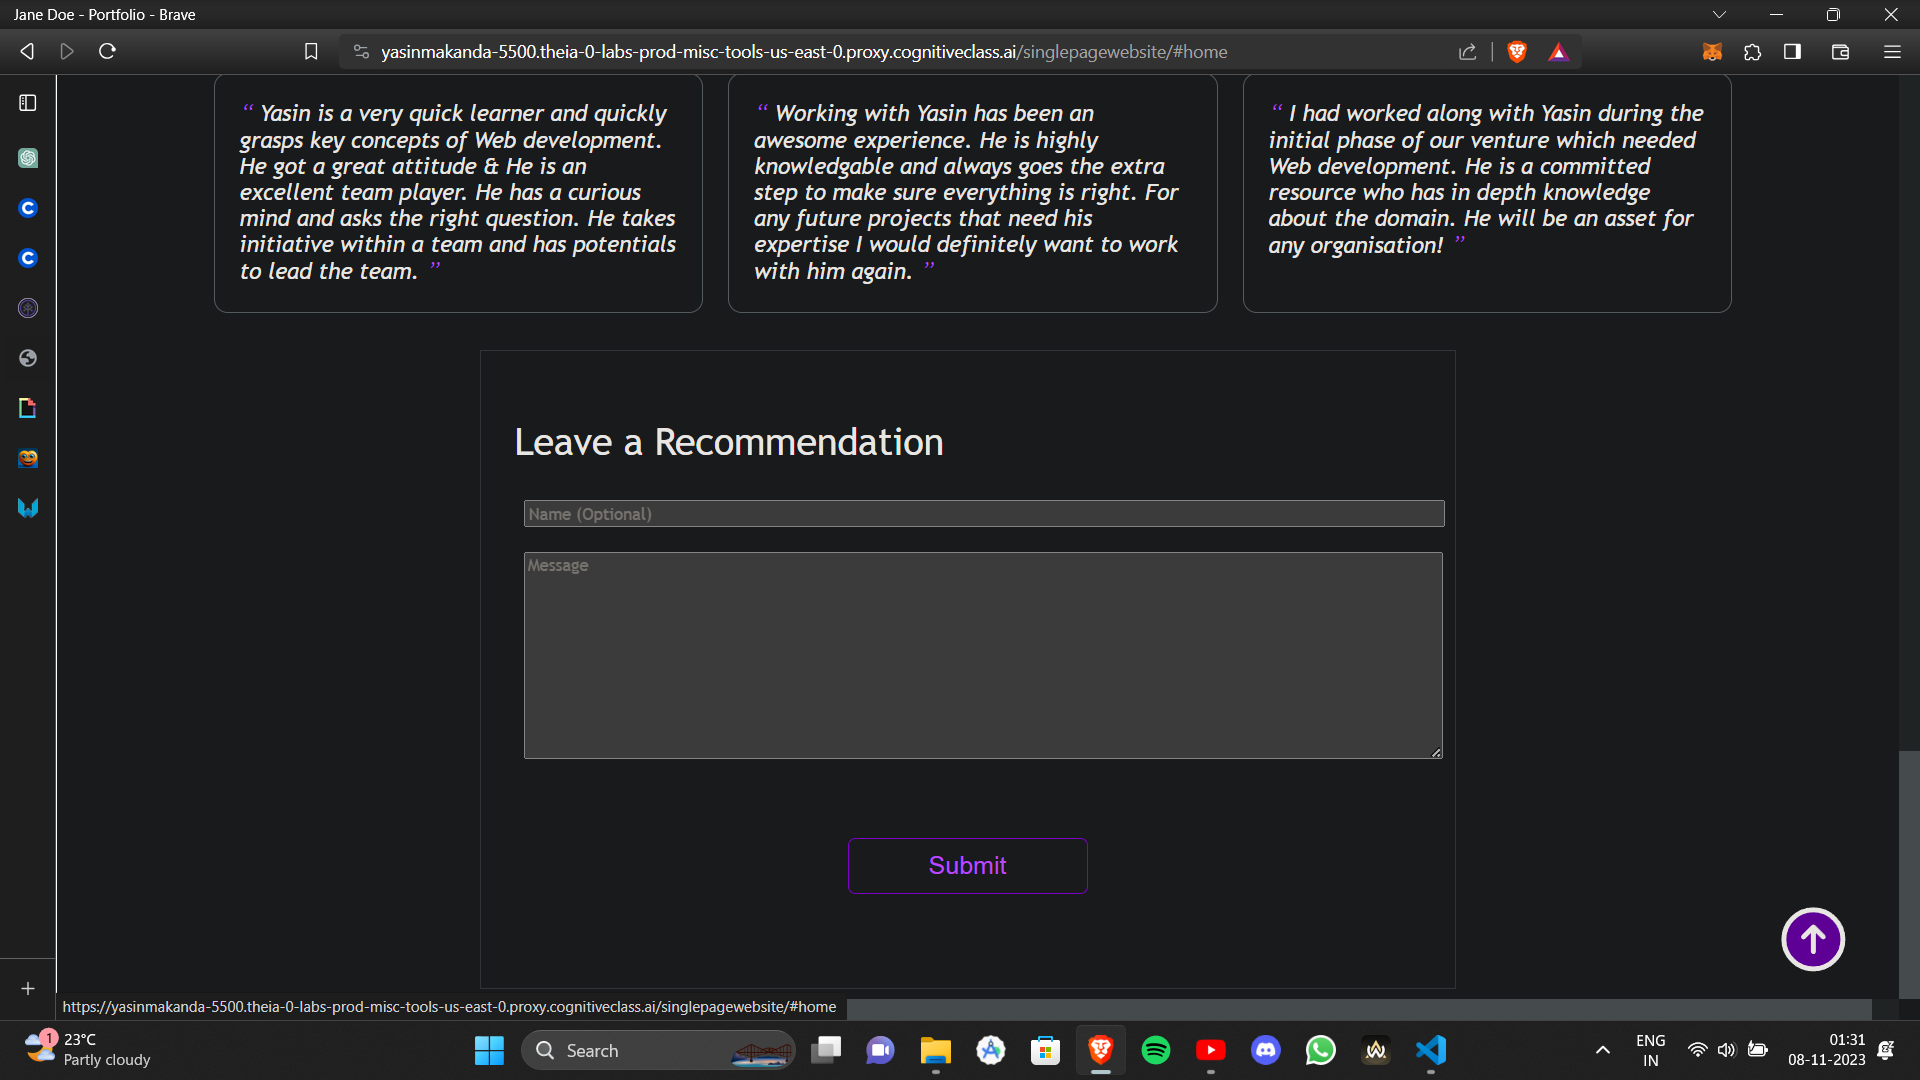 Jane Doe - Portfolio - Brave
yasinmakanda-5500.theia-0-labs-prod-misc-tools-us-east-0.proxy.cognitiveclass.ai/singlepagewebsite/#home
“ Yasin is a very quick learner and quickly
grasps key concepts of Web development.
He got a great attitude & He is an
excellent team player. He has a curious
mind and asks the right question. He takes
initiative within a team and has potentials
to lead the team. ”
“ Working with Yasin has been an
awesome experience. He is highly
knowledgable and always goes the extra
step to make sure everything is right. For
any future projects that need his
expertise I would definitely want to work
with him again. ”
“ I had worked along with Yasin during the
initial phase of our venture which needed
Web development. He is a committed
resource who has in depth knowledge
about the domain. He will be an asset for
any organisation! ”
Leave a Recommendation
Name (Optional)
Message
Submit
https://yasinmakanda-5500.theia-0-labs-prod-misc-tools-us-east-0.proxy.cognitiveclass.ai/singlepagewebsite/#home
1
23°C
Partly cloudy
Search
ENG
IN
01:31
08-11-2023